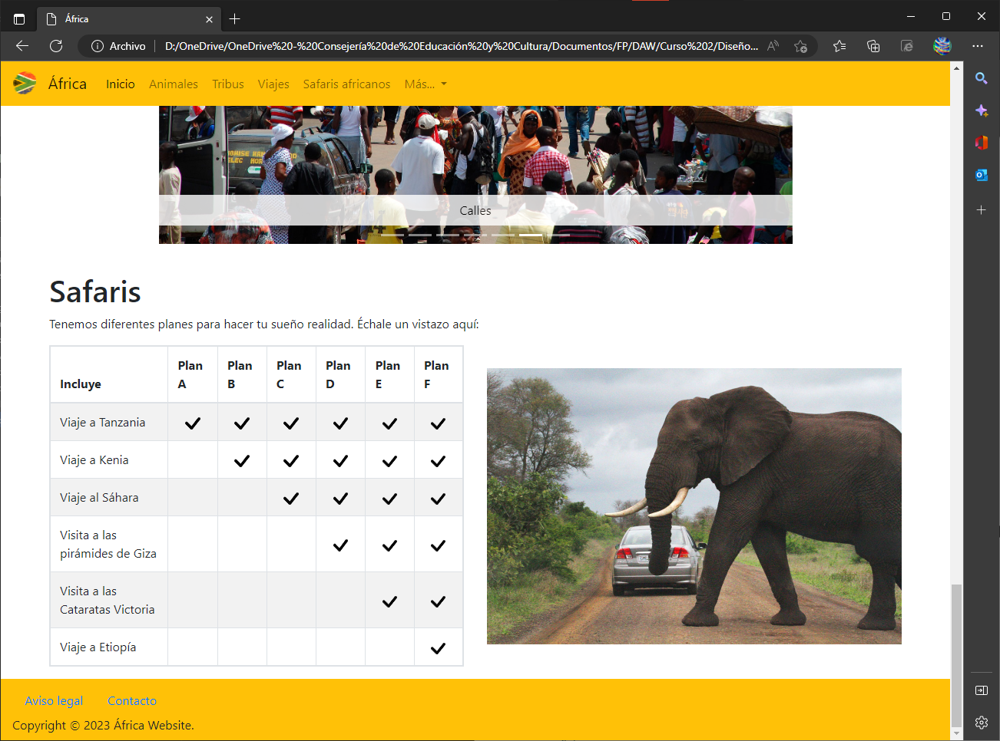 África
Archivo
D:/OneDrive/OneDrive%20-%20Consejería%20de%20Educación%20y%20Cultura/Documentos/FP/DAW/Curso%202/Diseño...
África Inicio Animales Tribus Viajes Safaris africanos Más...
Calles
Safaris
Tenemos diferentes planes para hacer tu sueño realidad. Échale un vistazo aquí:
Incluye Plan A Plan B Plan C Plan D Plan E Plan F
Viaje a Tanzania
Viaje a Kenia
Viaje al Sáhara
Visita a las
pirámides de Giza
Visita a las
Cataratas Victoria
Viaje a Etiopía
Aviso legal Contacto
Copyright © 2023 África Website.